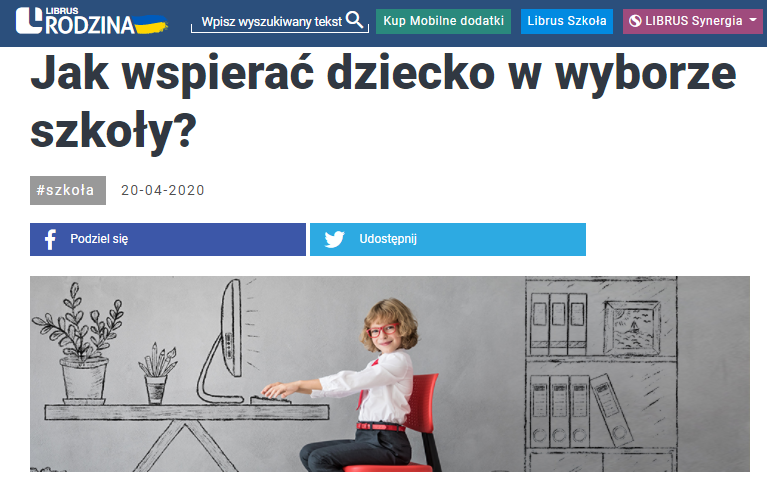 LIBRUS
RODZINA
Wpisz wyszukiwany tekst
Kup Mobilne dodatki
Librus Szkoła
LIBRUS Synergia
Jak wspierać dziecko w wyborze
szkoły?
#szkoła 20-04-2020
Podziel się
Udostępnij